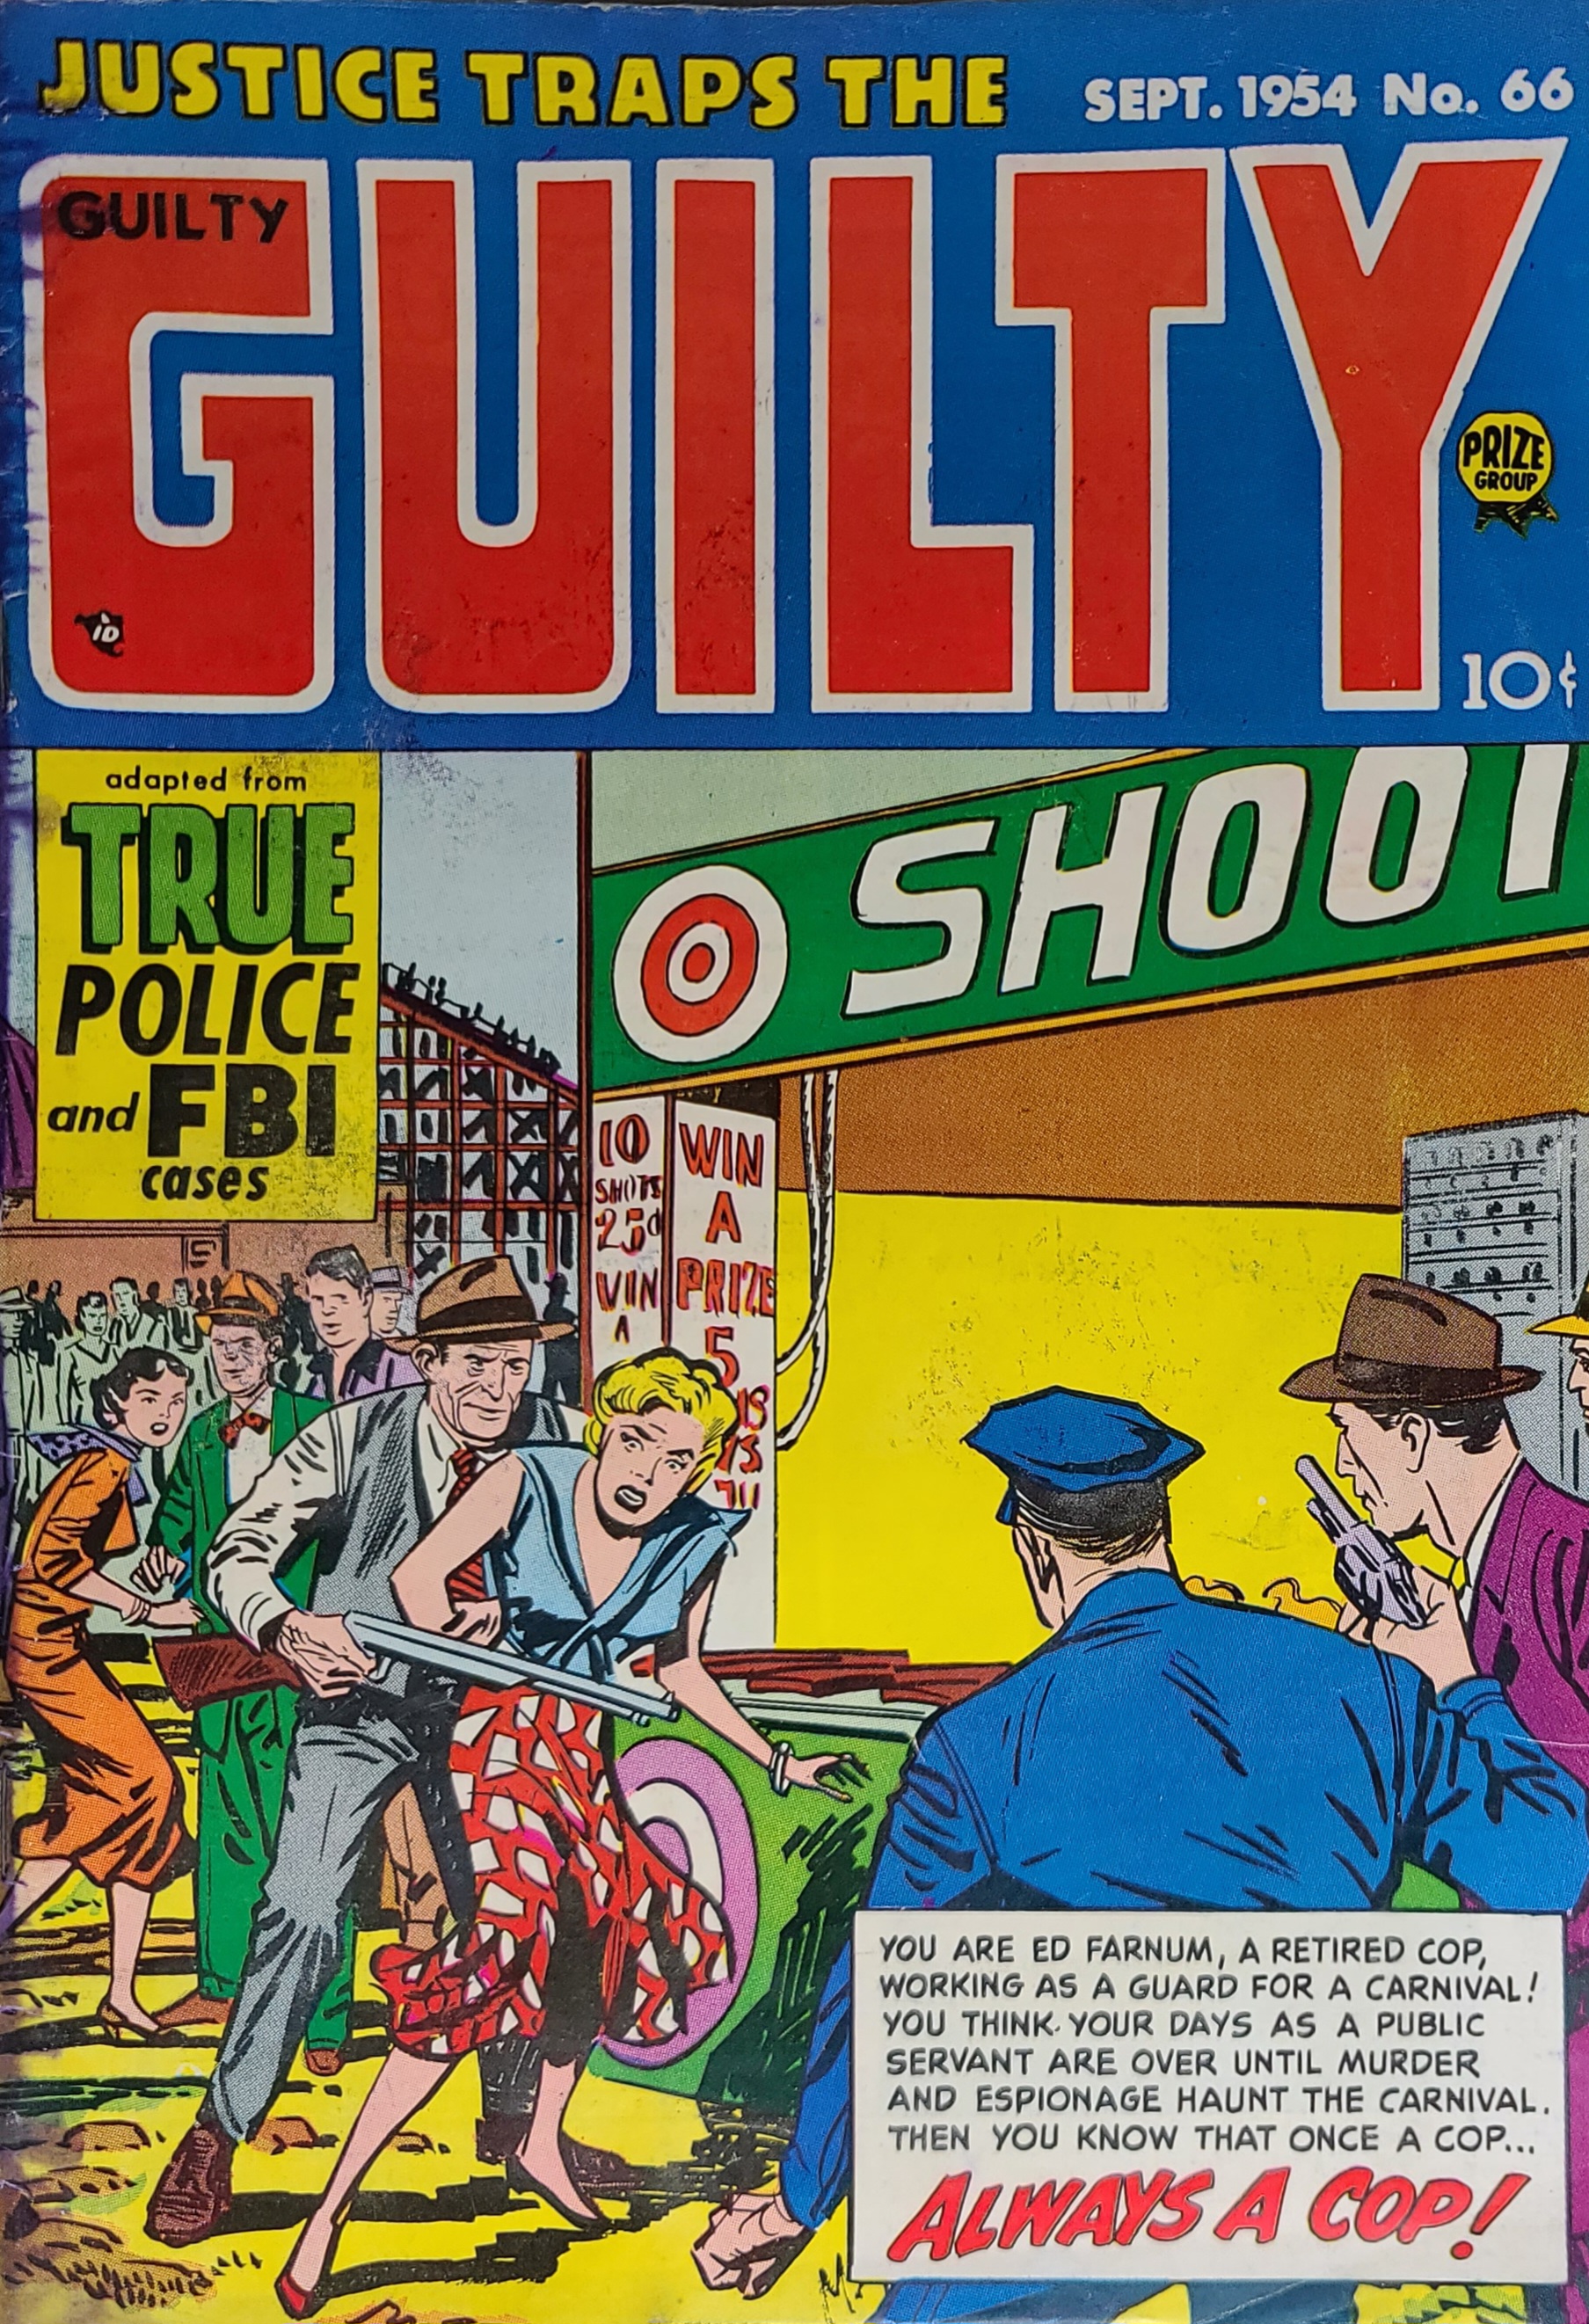 JUSTICE TRAPS THE
SEPT. 1954 No. 66
GUILTY
GUILTY
PRIZE
GROUP
ID
10¢
adapted from
TRUE
POLICE
and FBI
cases
SHOOT
10
SHOTS
25¢
WIN
A
WIN
A
PRIZE
5
YOU ARE ED FARNUM, A RETIRED COP,
WORKING AS A GUARD FOR A CARNIVAL!
YOU THINK YOUR DAYS AS A PUBLIC
SERVANT ARE OVER UNTIL MURDER
AND ESPIONAGE HAUNT THE CARNIVAL.
THEN YOU KNOW THAT ONCE A COP...
ALWAYS A COP!